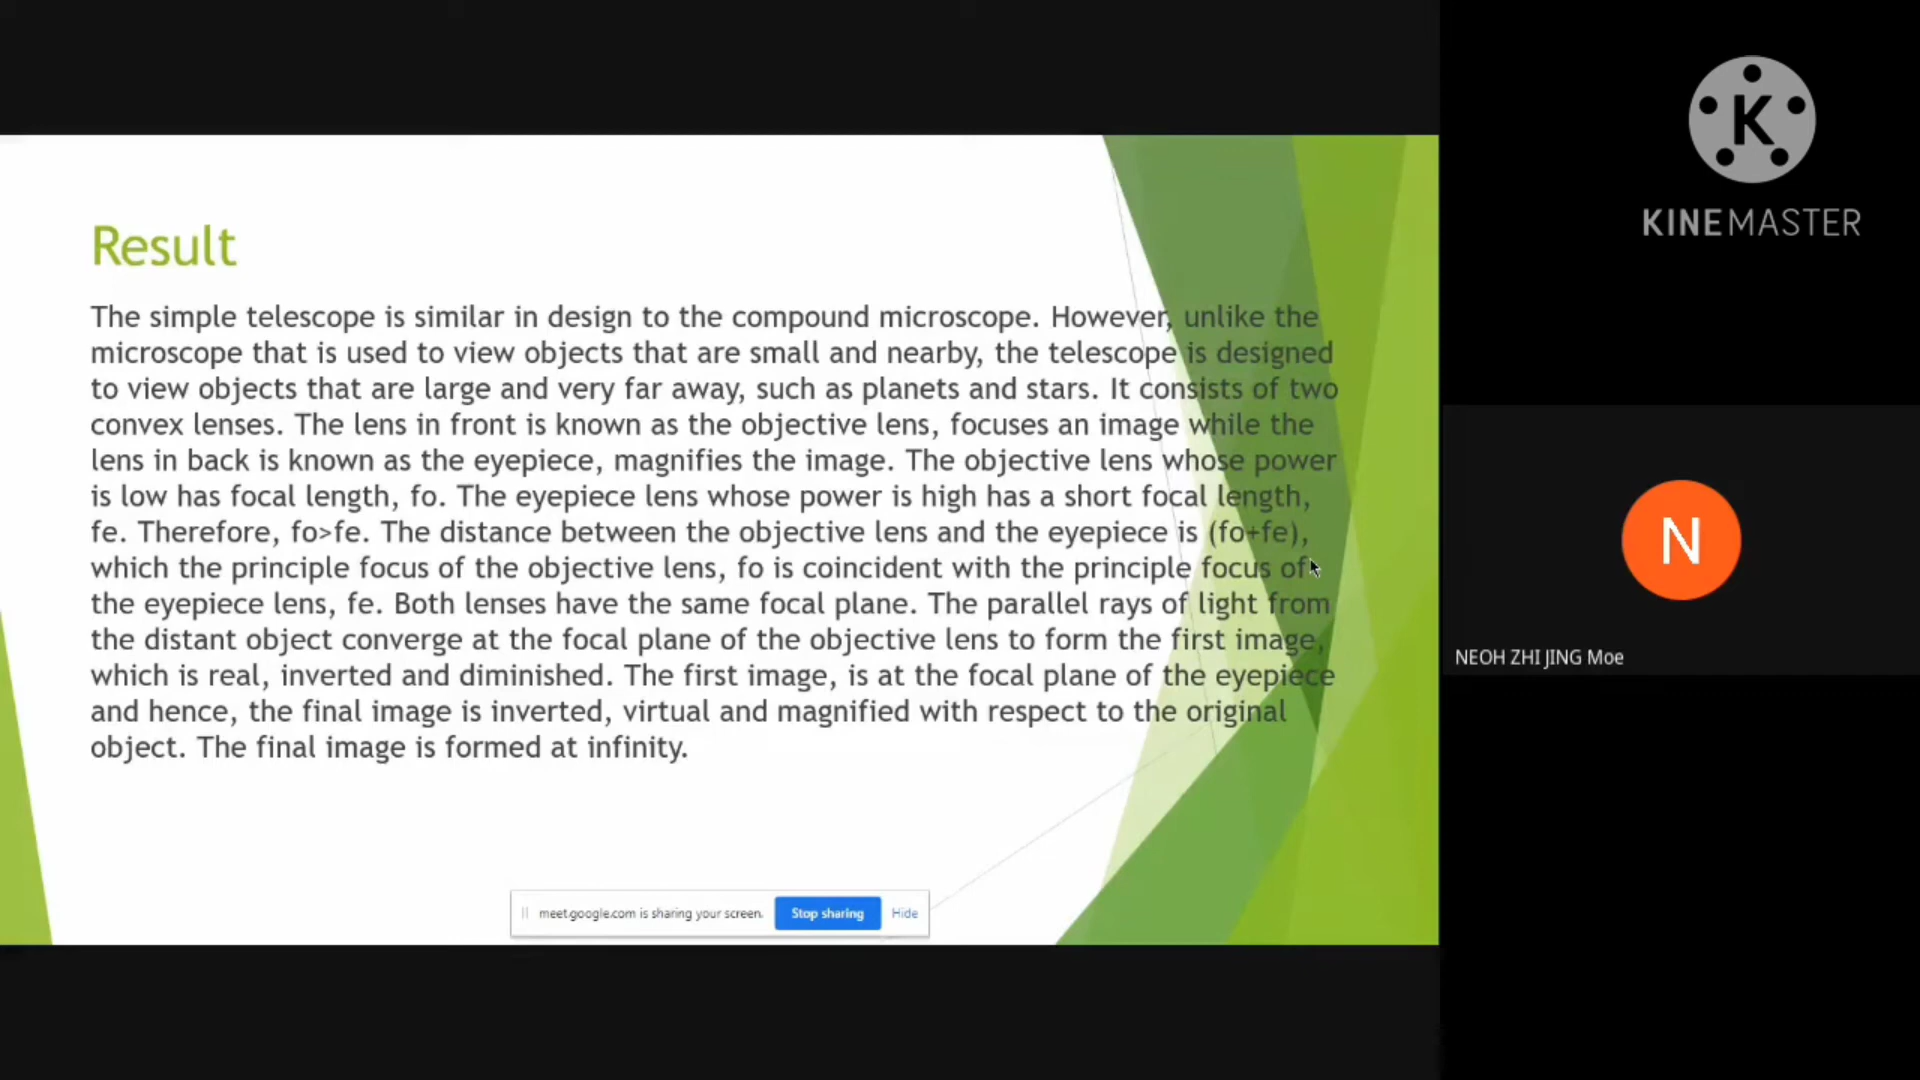 Result
The simple telescope is similar in design to the compound microscope. However, unlike the
microscope that is used to view objects that are small and nearby, the telescope is designed
to view objects that are large and very far away, such as planets and stars. It consists of two
convex lenses. The lens in front is known as the objective lens, focuses an image while the
lens in back is known as the eyepiece, magnifies the image. The objective lens whose power
is low has focal length, fo. The eyepiece lens whose power is high has a short focal length,
fe. Therefore, fo>fe. The distance between the objective lens and the eyepiece is (fo+fe),
which the principle focus of the objective lens, fo is coincident with the principle focus of
the eyepiece lens, fe. Both lenses have the same focal plane. The parallel rays of light from
the distant object converge at the focal plane of the objective lens to form the first image,
which is real, inverted and diminished. The first image, is at the focal plane of the eyepiece
and hence, the final image is inverted, virtual and magnified with respect to the original
object. The final image is formed at infinity.
meet.google.com is sharing your screen. Stop sharing Hide
K
KINEMASTER
N
NEOH ZHI JING Moe